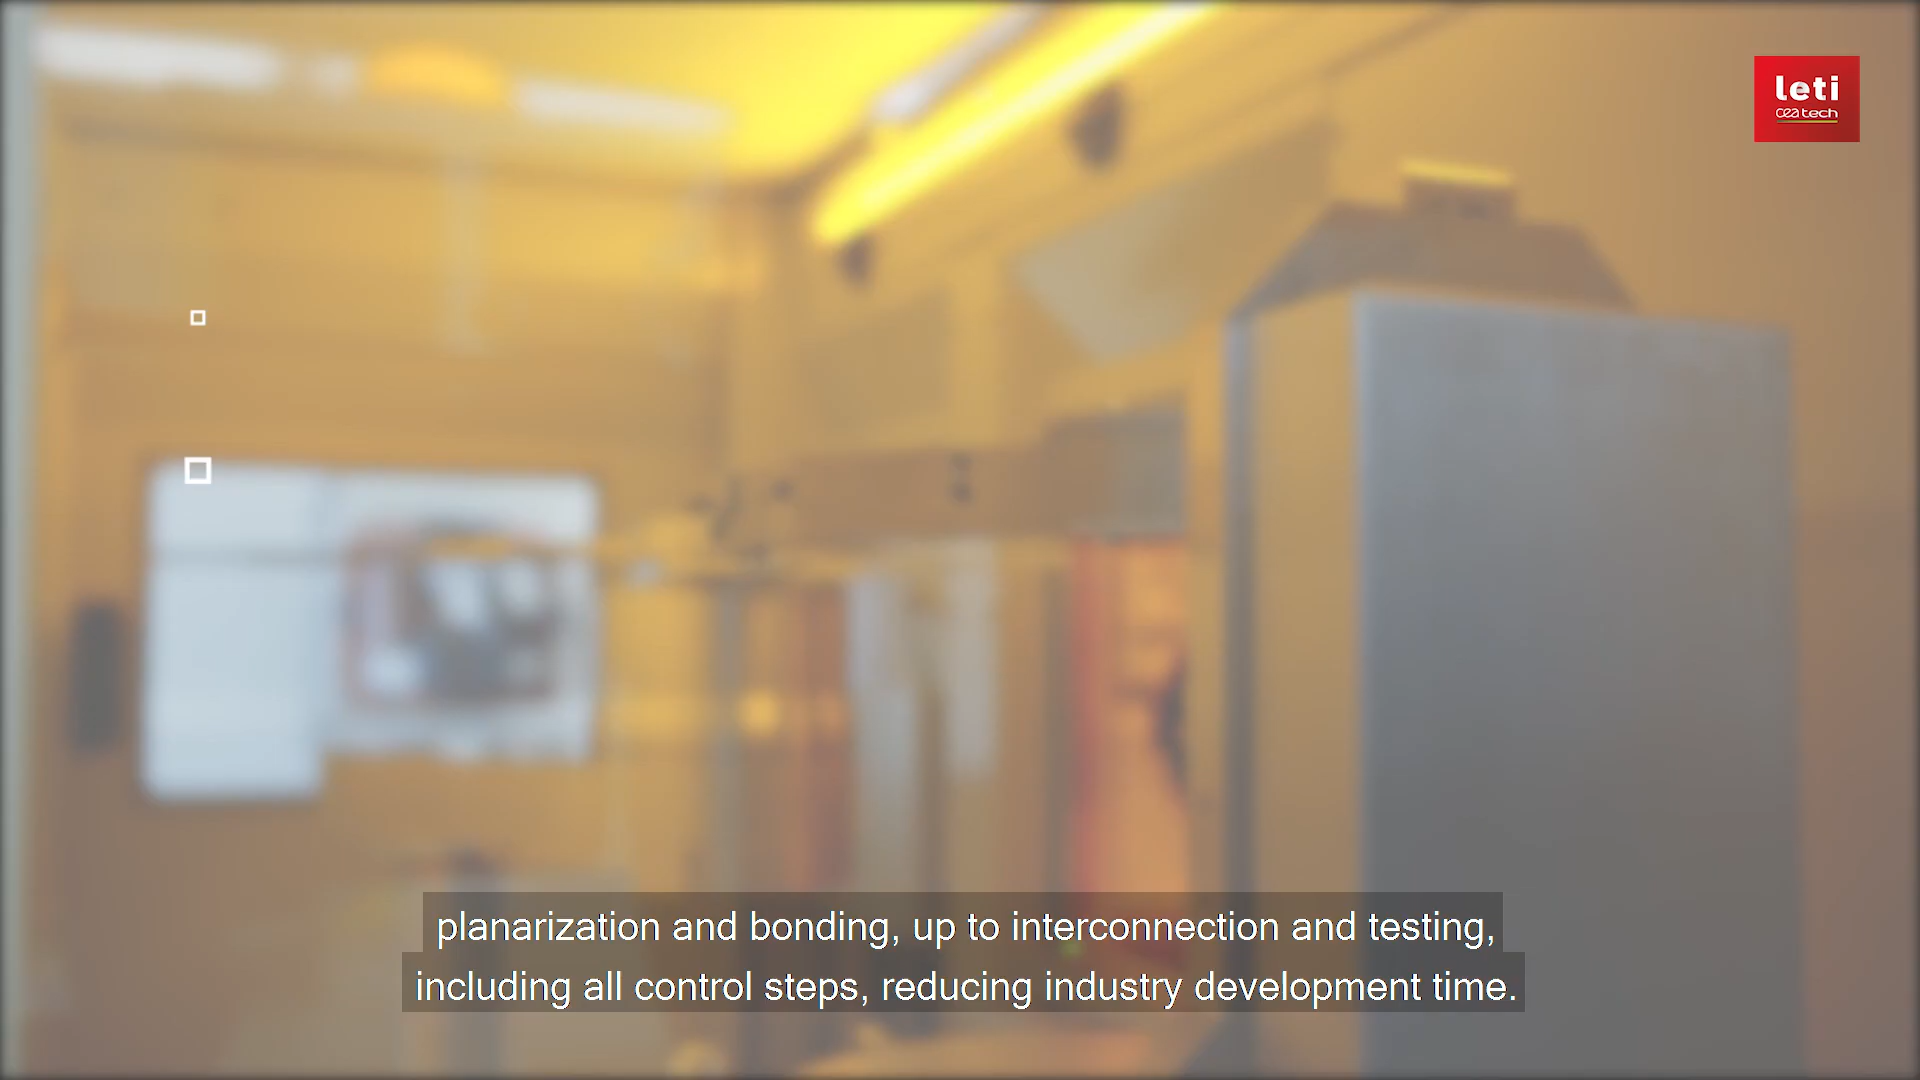 leti
cea tech
planarization and bonding, up to interconnection and testing,
including all control steps, reducing industry development time.